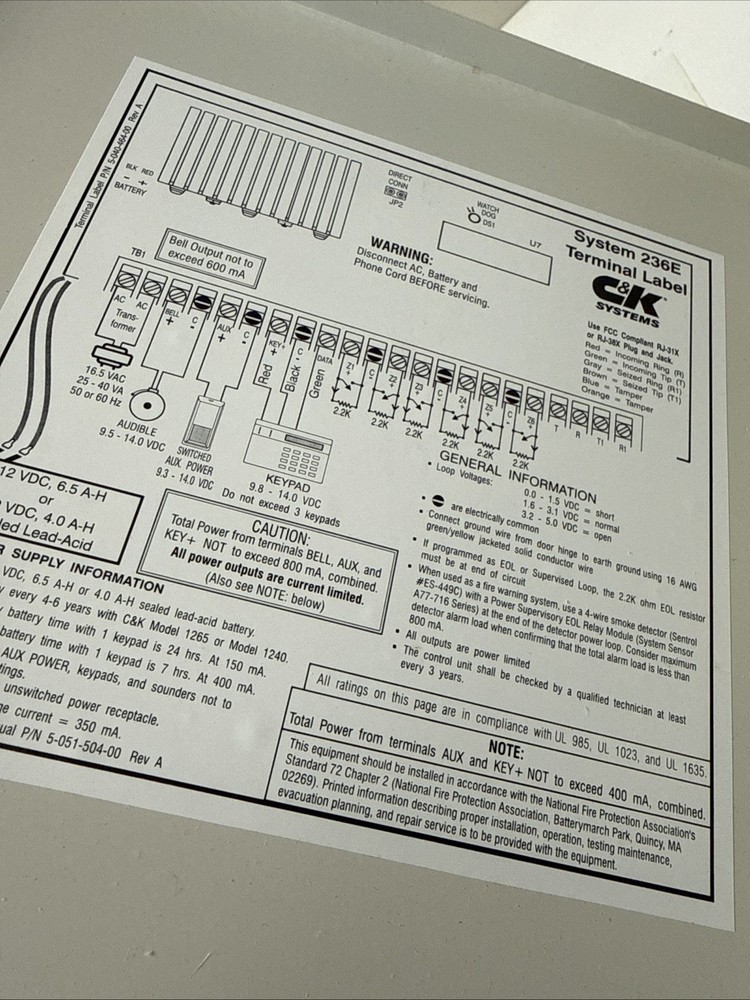 Terminal Label P/N 5-040-464-00 Rev A
BLK RED
- +
BATTERY
DIRECT
CONN
JP2
WATCH
DOG
DS1
U7
System 236E
Terminal Label
C&K
SYSTEMS
WARNING:
Disconnect AC, Battery and
Phone Cord BEFORE servicing.
Bell Output not to
exceed 600 mA
TB1
AC AC BELL + C - AUX + C - KEY+ + C - DATA Z1 + C - Z2 + Z3 + C - Z4 + Z5 + C - Z6 + T R T1 R1
Trans-
former
16.5 VAC
25 - 40 VA
50 or 60 Hz
AUDIBLE
9.5 - 14.0 VDC
SWITCHED
AUX. POWER
9.3 - 14.0 VDC
Red
Black
Green
KEYPAD
9.8 - 14.0 VDC
Do not exceed 3 keypads
2.2K 2.2K 2.2K 2.2K 2.2K 2.2K
Use FCC Compliant RJ-31X
or RJ-38X Plug and Jack.
Red = Incoming Ring (R)
Green = Incoming Tip (T)
Gray = Seized Ring (R1)
Brown = Seized Tip (T1)
Blue = Tamper
Orange = Tamper
GENERAL INFORMATION
• Loop Voltages:
0.0 - 1.5 VDC = short
1.6 - 3.1 VDC = normal
3.2 - 5.0 VDC = open
• are electrically common
• Connect ground wire from door hinge to earth ground using 16 AWG
green/yellow jacketed solid conductor wire
• If programmed as EOL or Supervised Loop, the 2.2K ohm EOL resistor
must be at end of circuit
• When used as a fire warning system, use a 4-wire smoke detector (Sentrol
#ES-449C) with a Power Supervisory EOL Relay Module (System Sensor
A77-716 Series) at the end of the detector power loop. Consider maximum
detector alarm load when confirming that the total alarm load is less than
800 mA.
• All outputs are power limited
• The control unit shall be checked by a qualified technician at least
every 3 years.
12 VDC, 6.5 A-H
or
VDC, 4.0 A-H
led Lead-Acid
CAUTION:
Total Power from terminals BELL, AUX, and
KEY+ NOT to exceed 800 mA, combined.
All power outputs are current limited.
(Also see NOTE: below)
R SUPPLY INFORMATION
VDC, 6.5 A-H or 4.0 A-H sealed lead-acid battery.
every 4-6 years with C&K Model 1265 or Model 1240.
battery time with 1 keypad is 24 hrs. At 150 mA.
battery time with 1 keypad is 7 hrs. At 400 mA.
AUX POWER, keypads, and sounders not to
tings.
unswitched power receptacle.
ge current = 350 mA.
ual P/N 5-051-504-00 Rev A
All ratings on this page are in compliance with UL 985, UL 1023, and UL 1635.
NOTE:
Total Power from terminals AUX and KEY+ NOT to exceed 400 mA, combined.
This equipment should be installed in accordance with the National Fire Protection Association's
Standard 72 Chapter 2 (National Fire Protection Association, Batterymarch Park, Quincy, MA
02269). Printed information describing proper installation, operation, testing maintenance,
evacuation planning, and repair service is to be provided with the equipment.